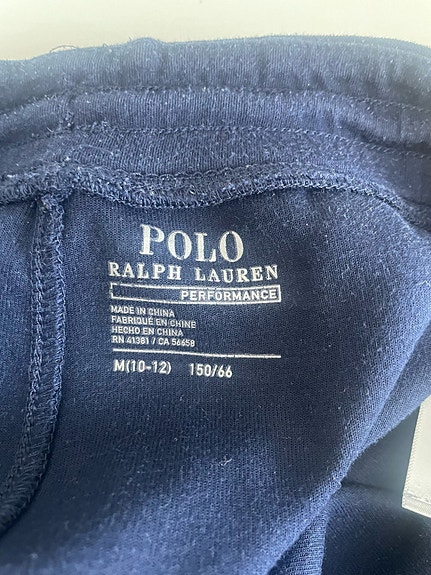 POLO
RALPH LAUREN
PERFORMANCE
MADE IN CHINA
FABRIQUÉ EN CHINE
HECHO EN CHINA
RN 41381 / CA 56658
M(10-12) 150/66